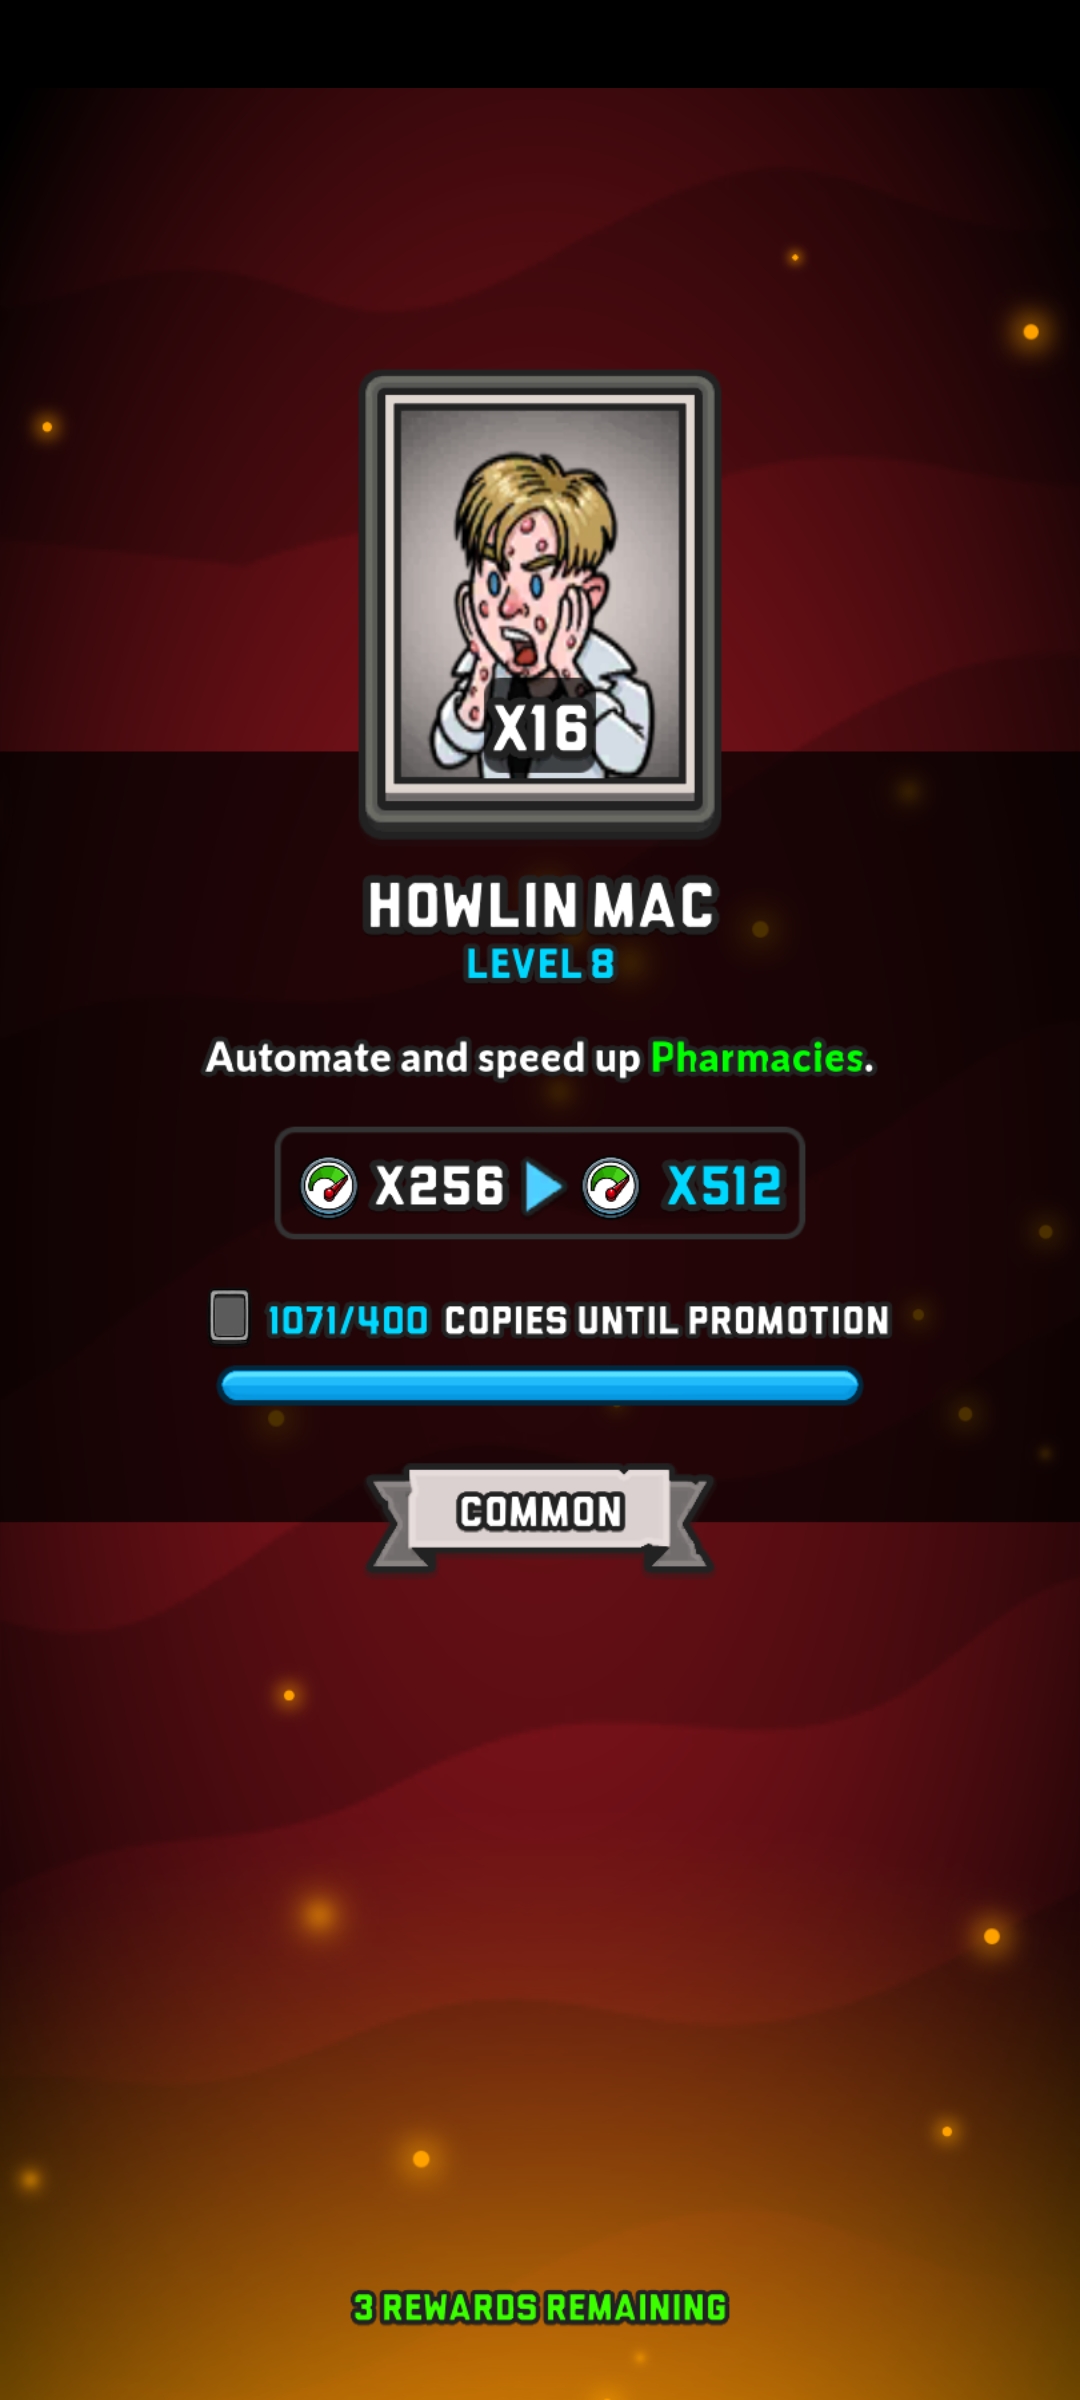 X16
HOWLIN MAC
LEVEL 8
Automate and speed up Pharmacies.
X256 X512
1071/400 COPIES UNTIL PROMOTION
COMMON
3 REWARDS REMAINING